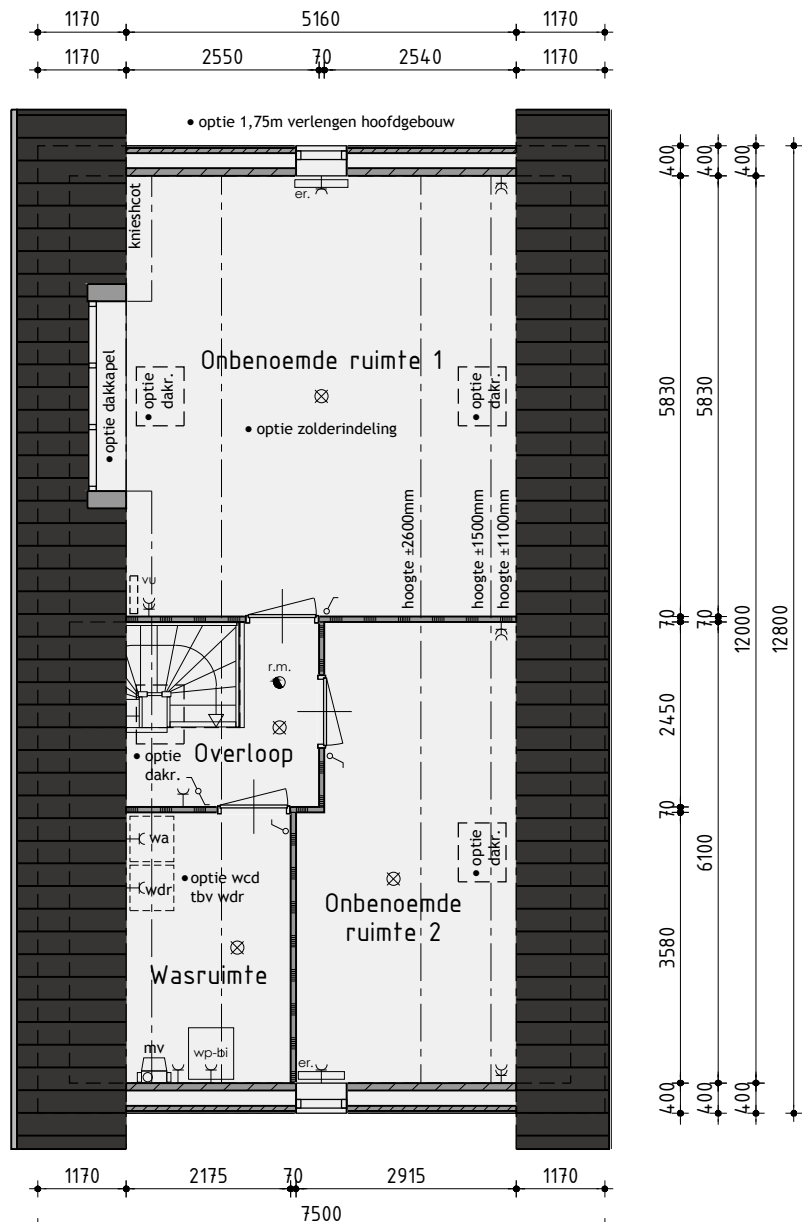 1170 5160 1170
1170 2550 70 2540 1170
• optie 1,75m verlengen hoofdgebouw
400 400 400
er.
knieshcot
Onbenoemde ruimte 1
• optie dakkapel
• optie
dakr.
• optie
dakr.
• optie zolderindeling
5830 5830
hoogte ±2600mm
hoogte ±1500mm
hoogte ±1100mm
vu
70 70
12000
12800
r.m.
2450
Overloop
• optie
dakr.
70
wa
wdr
• optie wcd
tbv wdr
• optie
dakr.
6100
Onbenoemde
ruimte 2
3580
Wasruimte
mv
wp-bi
er.
400 400 400
1170 2175 70 2915 1170
7500